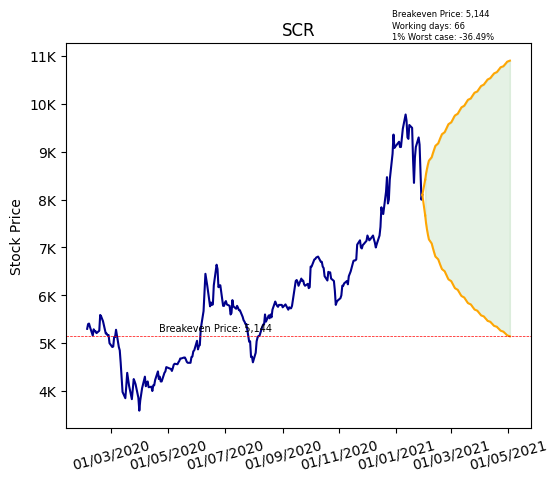 Breakeven Price: 5,144
Working days: 66
1% Worst case: -36.49%
SCR
11K
10K
9K
8K
7K
6K
5K
4K
Stock Price
Breakeven Price: 5,144
01/03/2020
01/05/2020
01/07/2020
01/09/2020
01/11/2020
01/01/2021
01/03/2021
01/05/2021